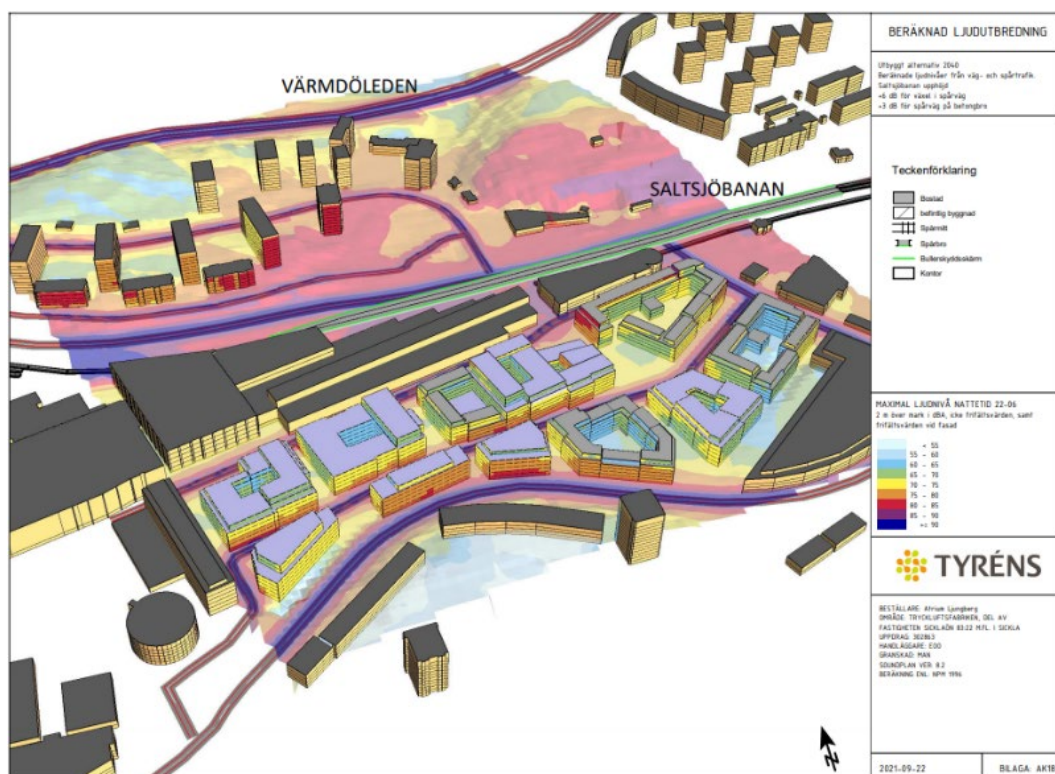 VÄRMDÖLEDEN
SALTSJÖBANAN
BERÄKNAD LJUDUTBREDNING
Utbyggt alternativ 2040
Beräknade ljudnivåer från väg- och spårtrafik.
Saltsjöbanan upphöjd
+6 dB för växel i spårväg
+3 dB för spårväg på betongbro
Teckenförklaring
Bostad
befintlig byggnad
Spårmitt
Spårbro
Bullerskyddsskärm
Kontor
MAXIMAL LJUDNIVÅ NATTETID 22-06
2 m över mark i dBA, icke frifältsvärden, samt
frifältsvärden vid fasad
< 55
55 - 60
60 - 65
65 - 70
70 - 75
75 - 80
80 - 85
85 - 90
>= 90
TYRÉNS
BESTÄLLARE: Atrium Ljungberg
OMRÅDE: TRYCKLUFTSFABRIKEN, DEL AV
FASTIGHETEN SICKLAÖN 83:22 M.FL. I SICKLA
UPPDRAG: 302863
HANDLÄGGARE: EOD
GRANSKAD: MAN
SOUNDPLAN VER: 8.2
BERÄKNING ENL. NPM 1996
N
2021-09-22
BILAGA: AK18